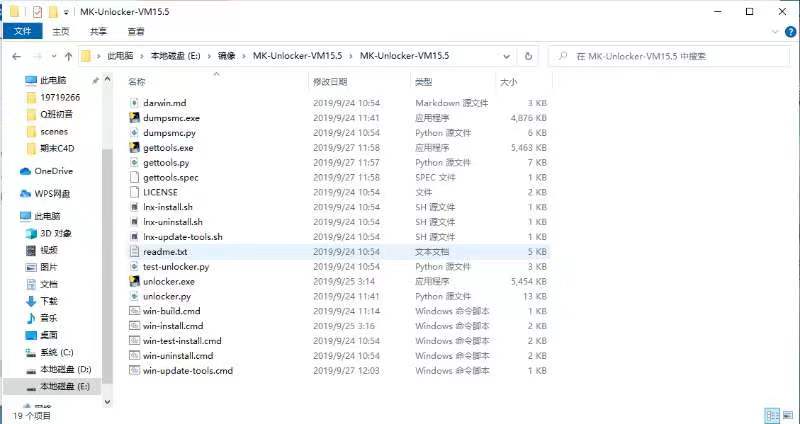 MK-Unlocker-VM15.5
文件 主页 共享 查看
此电脑 本地磁盘 (E:) 镜像 MK-Unlocker-VM15.5 MK-Unlocker-VM15.5 在 MK-Unlocker-VM15.5 中搜索
名称 修改日期 类型 大小
此电脑
19719266
Q班初音
scenes
期末C4D
OneDrive
WPS网盘
此电脑
3D 对象
视频
图片
文档
下载
音乐
桌面
系统 (C:)
本地磁盘 (D:)
本地磁盘 (E:)
网络
darwin.md 2019/9/24 10:54 Markdown 源文件 3 KB
dumpsmc.exe 2019/9/24 11:41 应用程序 4,876 KB
dumpsmc.py 2019/9/24 10:54 Python 源文件 6 KB
gettools.exe 2019/9/27 11:58 应用程序 5,463 KB
gettools.py 2019/9/27 11:57 Python 源文件 7 KB
gettools.spec 2019/9/27 11:58 SPEC 文件 1 KB
LICENSE 2019/9/24 10:54 文件 2 KB
lnx-install.sh 2019/9/24 10:54 SH 源文件 1 KB
lnx-uninstall.sh 2019/9/24 10:54 SH 源文件 1 KB
lnx-update-tools.sh 2019/9/24 10:54 SH 源文件 1 KB
readme.txt 2019/9/24 10:54 文本文档 5 KB
test-unlocker.py 2019/9/24 10:54 Python 源文件 3 KB
unlocker.exe 2019/9/25 3:14 应用程序 5,454 KB
unlocker.py 2019/9/24 11:41 Python 源文件 13 KB
win-build.cmd 2019/9/24 11:14 Windows 命令脚本 1 KB
win-install.cmd 2019/9/25 3:16 Windows 命令脚本 2 KB
win-test-install.cmd 2019/9/24 10:54 Windows 命令脚本 2 KB
win-uninstall.cmd 2019/9/24 10:54 Windows 命令脚本 2 KB
win-update-tools.cmd 2019/9/27 12:03 Windows 命令脚本 1 KB
19 个项目